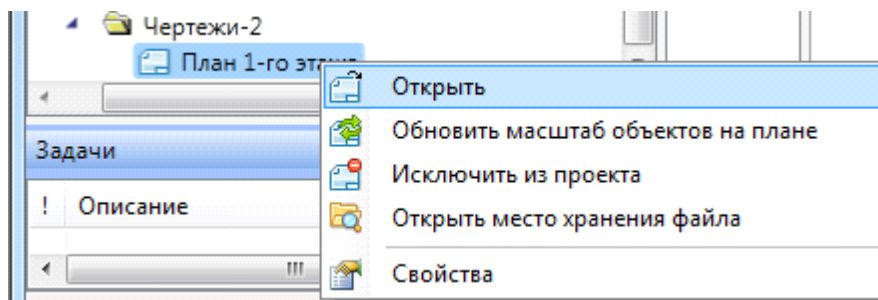 Чертежи-2
План 1-го этажа
Открыть
Обновить масштаб объектов на плане
Задачи
Исключить из проекта
! Описание
Открыть место хранения файла
Свойства